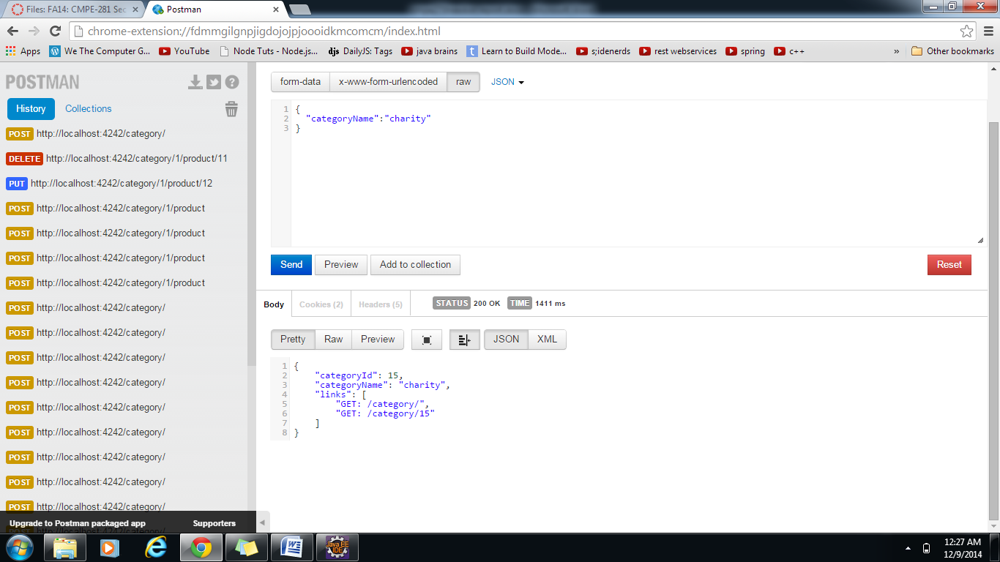 Files: FA14: CMPE-281 Sec
Postman
chrome-extension://fdmmgilgnpjigdojojpjoooidkmcomcm/index.html
Apps We The Computer G... YouTube Node Tuts - Node.js... djs DailyJS: Tags java brains Learn to Build Mode... s;idenerds rest webservices spring c++ » Other bookmarks
POSTMAN
History Collections
POST http://localhost:4242/category/
DELETE http://localhost:4242/category/1/product/11
PUT http://localhost:4242/category/1/product/12
POST http://localhost:4242/category/1/product
POST http://localhost:4242/category/1/product
POST http://localhost:4242/category/1/product
POST http://localhost:4242/category/1/product
POST http://localhost:4242/category/
POST http://localhost:4242/category/
POST http://localhost:4242/category/
POST http://localhost:4242/category/
POST http://localhost:4242/category/
POST http://localhost:4242/category/
POST http://localhost:4242/category/
POST http://localhost:4242/category/
POST http://localhost:4242/category/
Upgrade to Postman packaged app Supporters
form-data x-www-form-urlencoded raw JSON
1 {
2 "categoryName":"charity"
3 }
Send Preview Add to collection Reset
Body Cookies (2) Headers (5) STATUS 200 OK TIME 1411 ms
Pretty Raw Preview JSON XML
1 {
2 "categoryId": 15,
3 "categoryName": "charity",
4 "links": [
5 "GET: /category/",
6 "GET: /category/15"
7 ]
8 }
Java EE
IDE
12:27 AM
12/9/2014